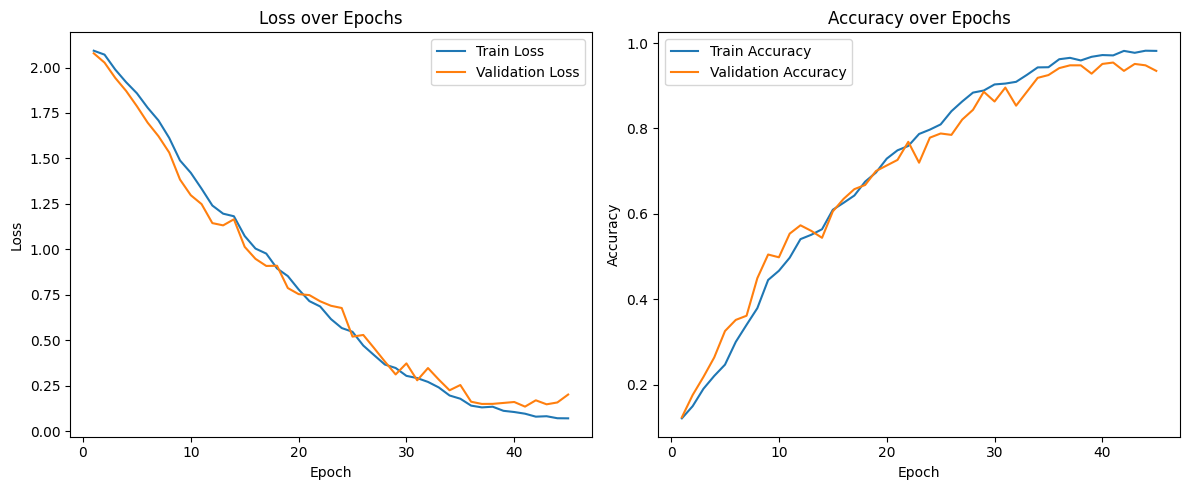 Loss over Epochs
Train Loss
Validation Loss
2.00
1.75
1.50
1.25
1.00
0.75
0.50
0.25
0.00
Loss
0 10 20 30 40
Epoch
Accuracy over Epochs
Train Accuracy
Validation Accuracy
1.0
0.8
0.6
0.4
0.2
Accuracy
0 10 20 30 40
Epoch